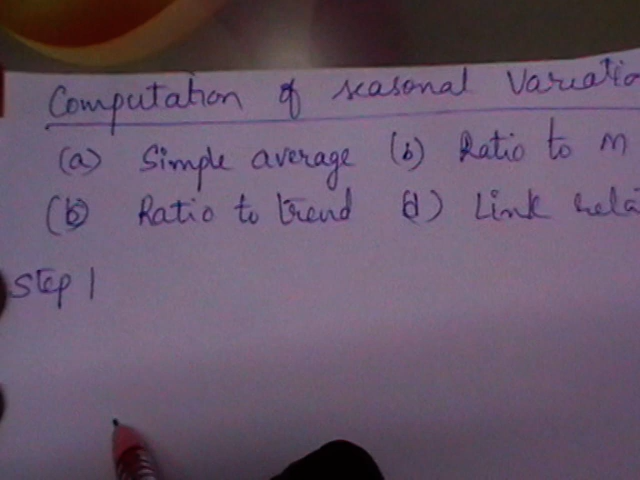 Computation of seasonal Variatio
(a) Simple average (b) Ratio to m
(b) Ratio to trend (d) Link rela
Step 1